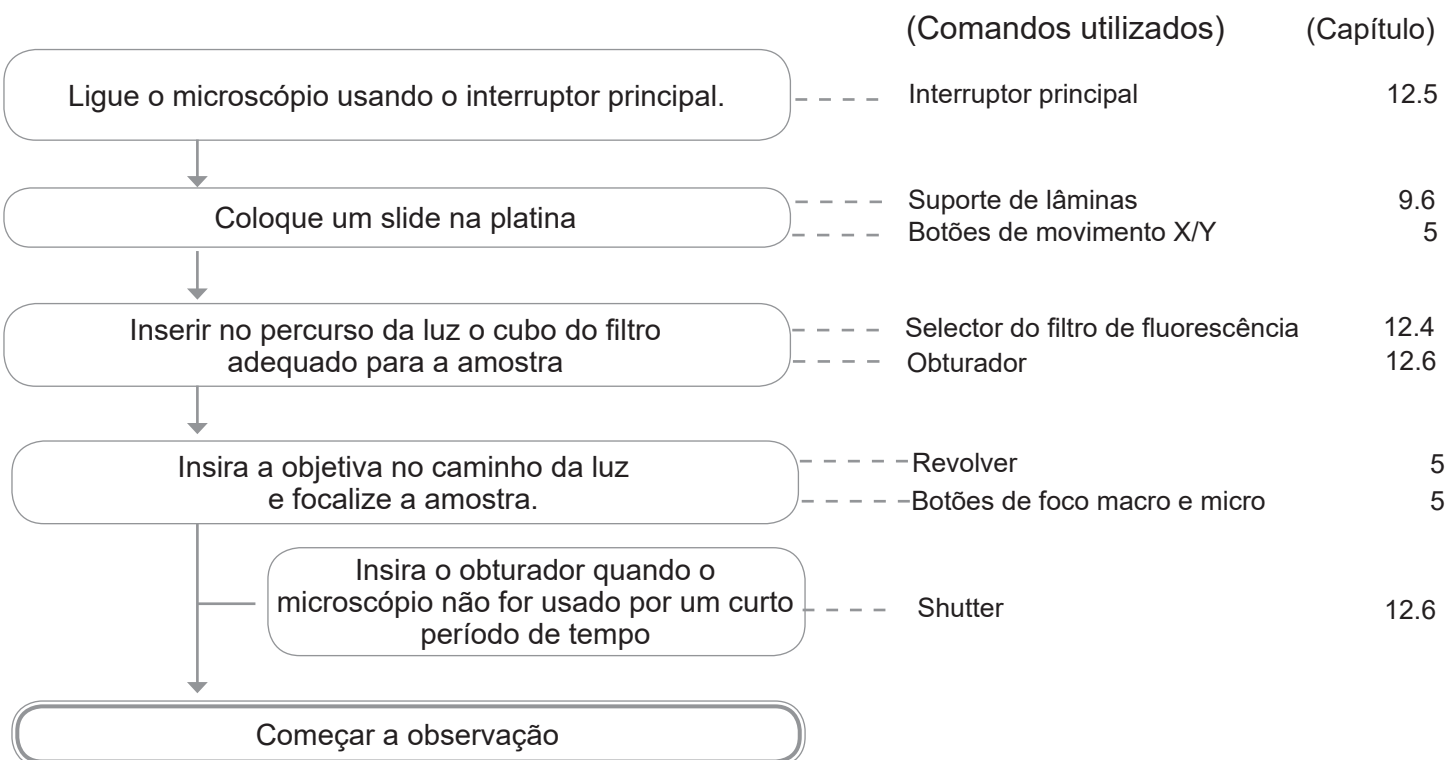 (Comandos utilizados) (Capítulo)
Ligue o microscópio usando o interruptor principal. Interruptor principal 12.5
Coloque um slide na platina
Suporte de lâminas 9.6
Botões de movimento X/Y 5
Inserir no percurso da luz o cubo do filtro
adequado para a amostra
Selector do filtro de fluorescência 12.4
Obturador 12.6
Insira a objetiva no caminho da luz
e focalize a amostra.
Revolver 5
Botões de foco macro e micro 5
Insira o obturador quando o
microscópio não for usado por um curto
período de tempo
Shutter 12.6
Começar a observação